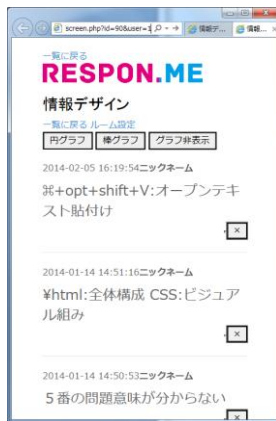 screen.php?id=90&user=1
情報デ...
情報...
一覧に戻る
RESPON.ME
情報デザイン
一覧に戻る ルーム設定
円グラフ 棒グラフ グラフ非表示
2014-02-05 16:19:54ニックネーム
⌘+opt+shift+V:オープンテキ
スト貼付け
×
2014-01-14 14:51:16ニックネーム
¥html:全体構成 CSS:ビジュア
ル組み
×
2014-01-14 14:50:53ニックネーム
５番の問題意味が分からない
×